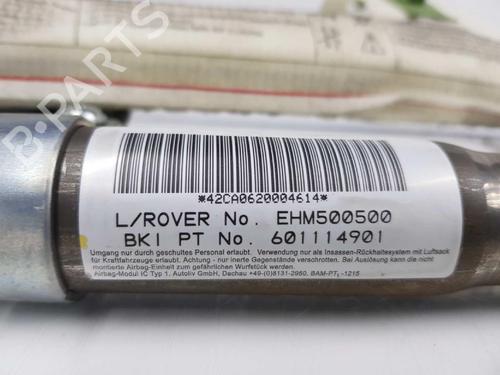 B-PARTS
*42CA0620004614*
L/ROVER No. EHM500500
BKI PT No. 601114901
Umgang nur durch geschultes Personal erlaubt. Verwendung nur als Insassen-Rückhaltesystem mit Luftsack
für Kraftfahrzeuge erlaubt. Achtung - nur inerte Gegenstände verschrotten. Bei Auslösung kann die nicht
montierte Airbag-Einheit zum gefährlichen Wurfstück werden.
Airbag-Modul IC Typ 1. Autoliv GmbH, Dachau +49-(0)8131-2950, BAM-PT₁ -1215